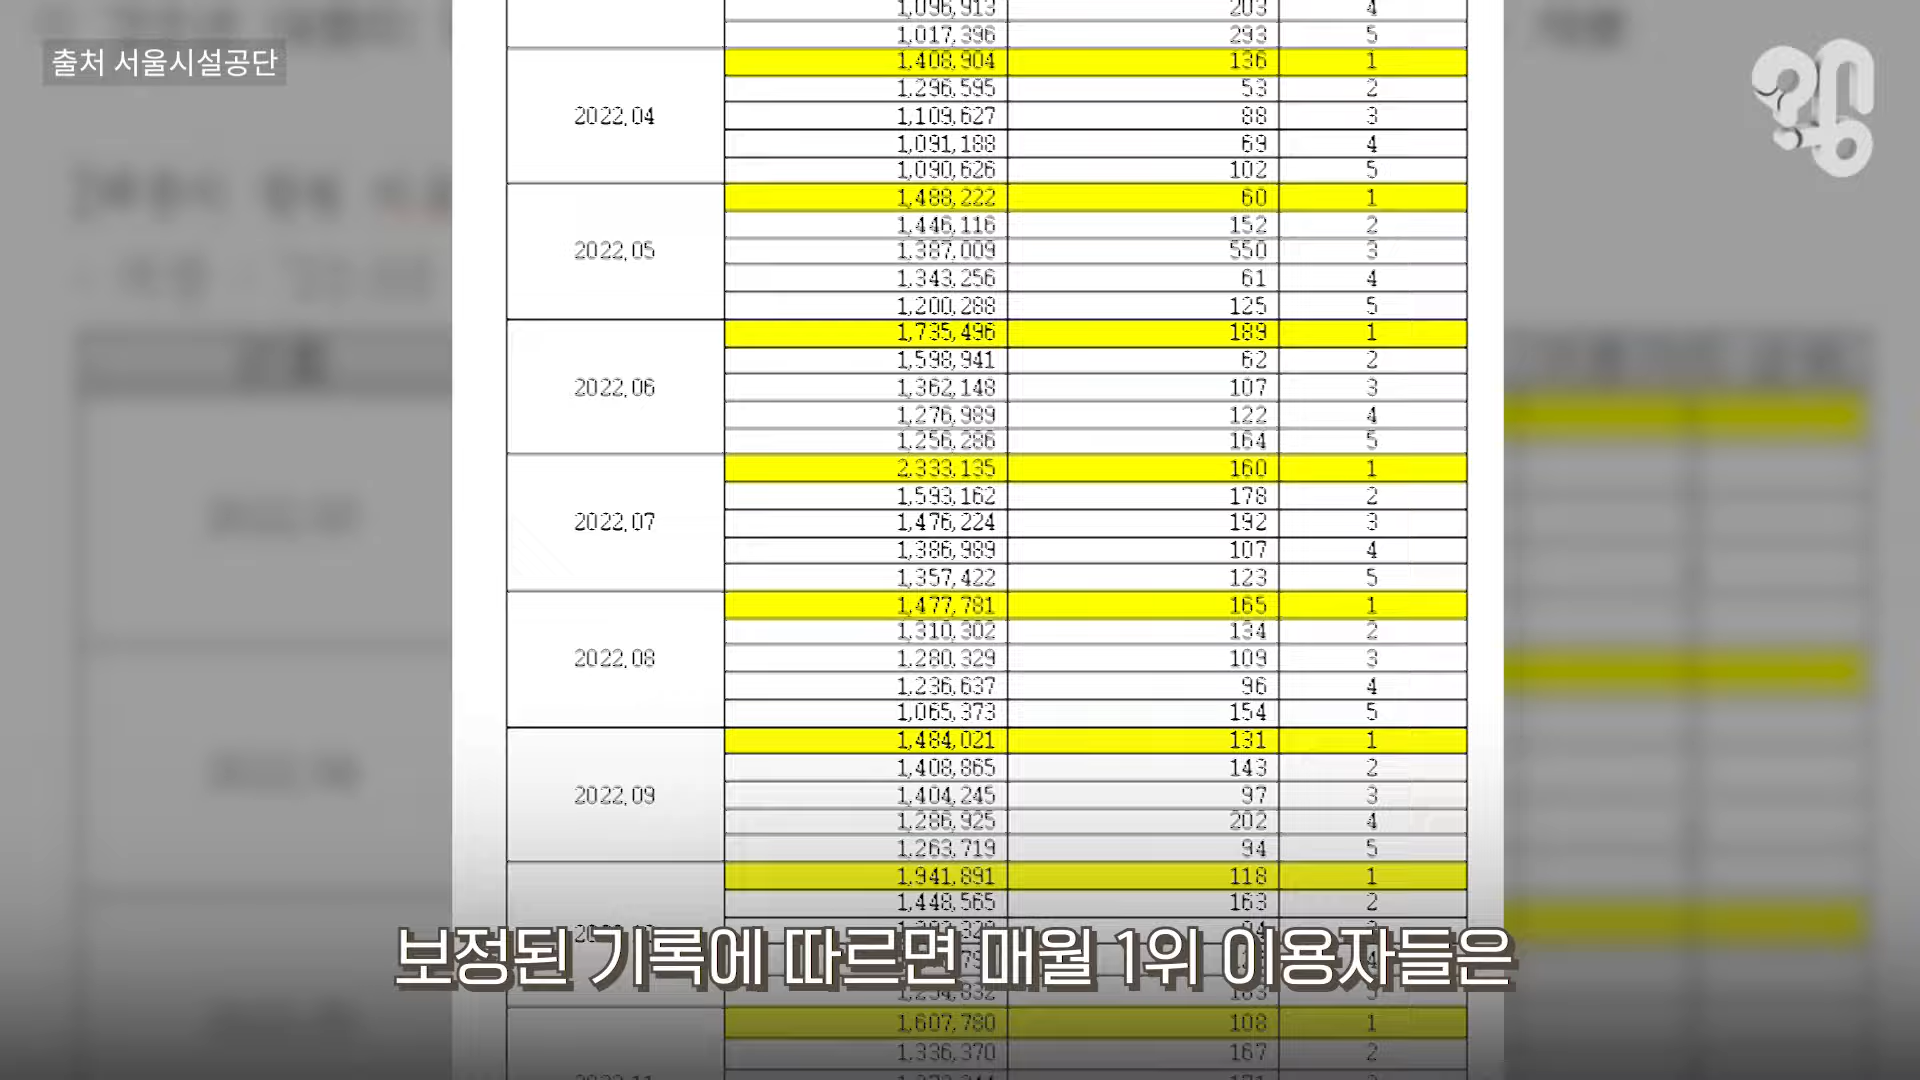 출처 서울시설공단
1,096,913 203 4
1,017,396 293 5
2022.04
1,408,904 136 1
1,296,595 53 2
1,109,627 88 3
1,091,188 69 4
1,090,626 102 5
2022.05
1,488,222 60 1
1,446,116 152 2
1,387,009 550 3
1,343,256 61 4
1,200,288 125 5
2022.06
1,735,496 189 1
1,598,941 62 2
1,362,148 107 3
1,276,989 122 4
1,256,286 164 5
2022.07
2,333,135 160 1
1,593,162 178 2
1,476,224 192 3
1,386,989 107 4
1,357,422 123 5
2022.08
1,477,781 165 1
1,310,302 134 2
1,280,329 109 3
1,236,637 96 4
1,065,373 154 5
2022.09
1,484,021 131 1
1,408,865 143 2
1,404,245 97 3
1,286,925 202 4
1,263,719 94 5
1,941,891 118 1
1,448,565 163 2
보정된 기록에 따르면 매월 1위 이용자들은
1,607,780 108 1
1,336,370 167 2